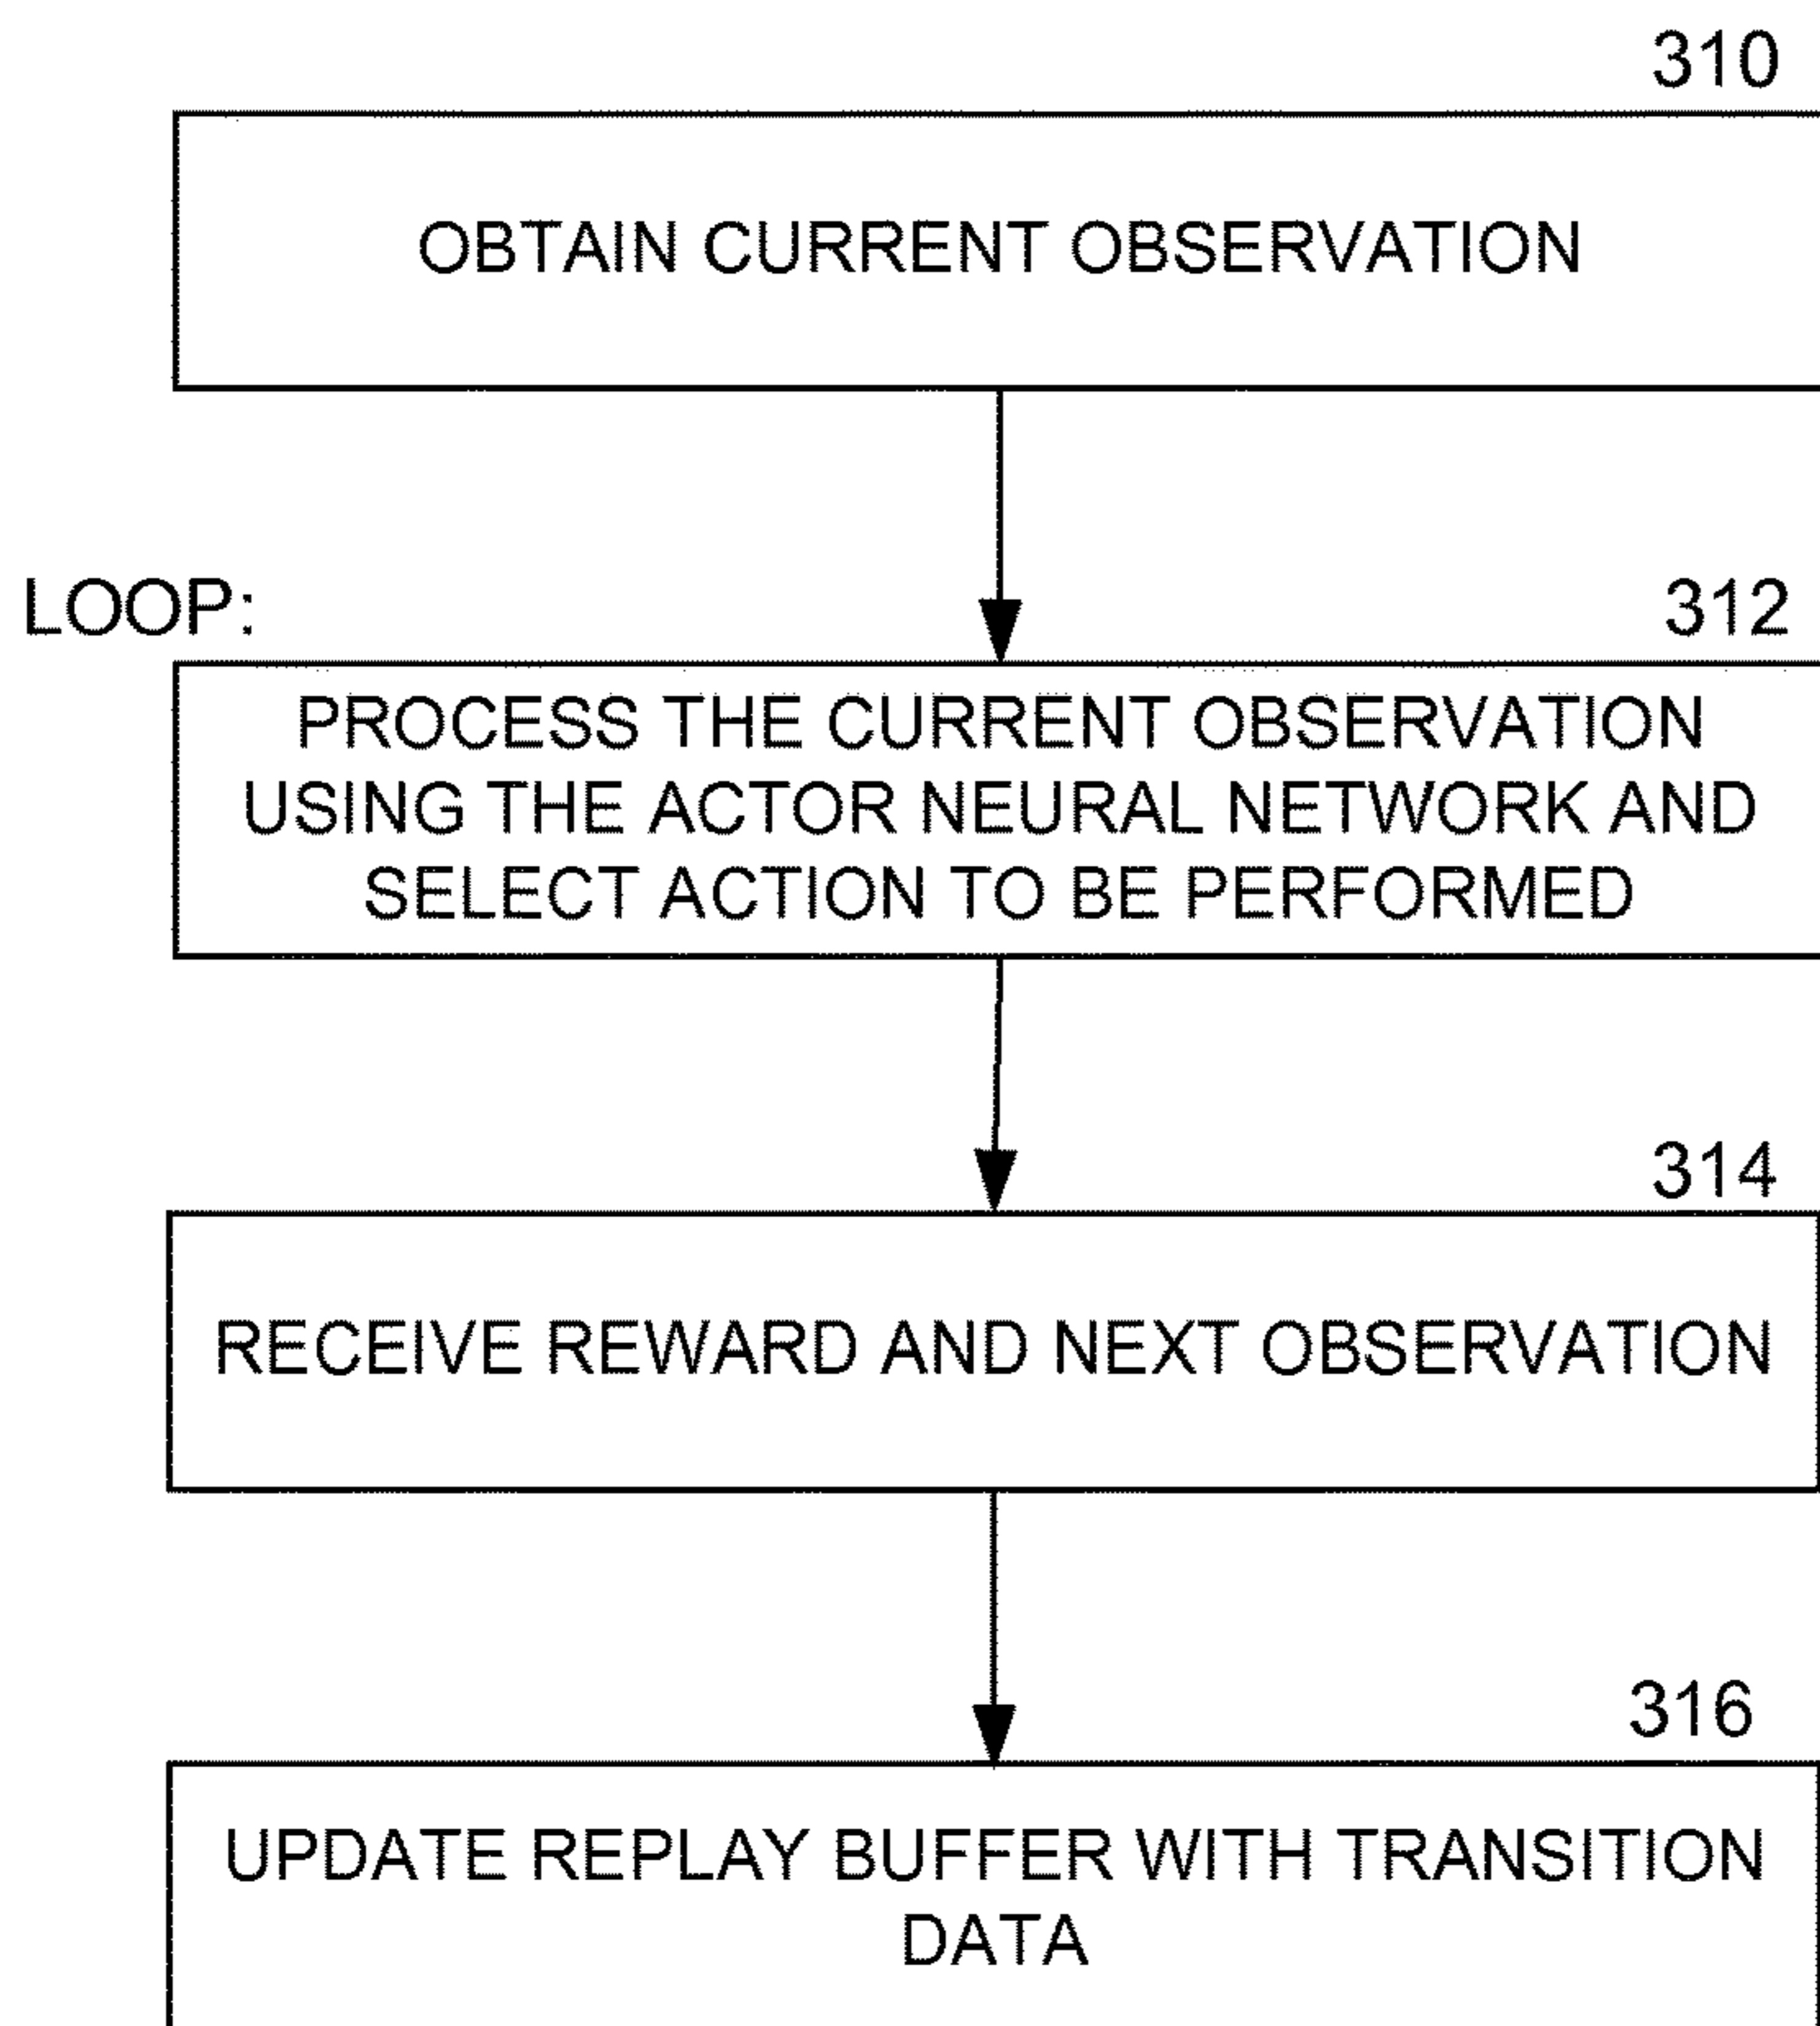 310
OBTAIN CURRENT OBSERVATION
LOOP:
312
PROCESS THE CURRENT OBSERVATION
USING THE ACTOR NEURAL NETWORK AND
SELECT ACTION TO BE PERFORMED
314
RECEIVE REWARD AND NEXT OBSERVATION
316
UPDATE REPLAY BUFFER WITH TRANSITION
DATA